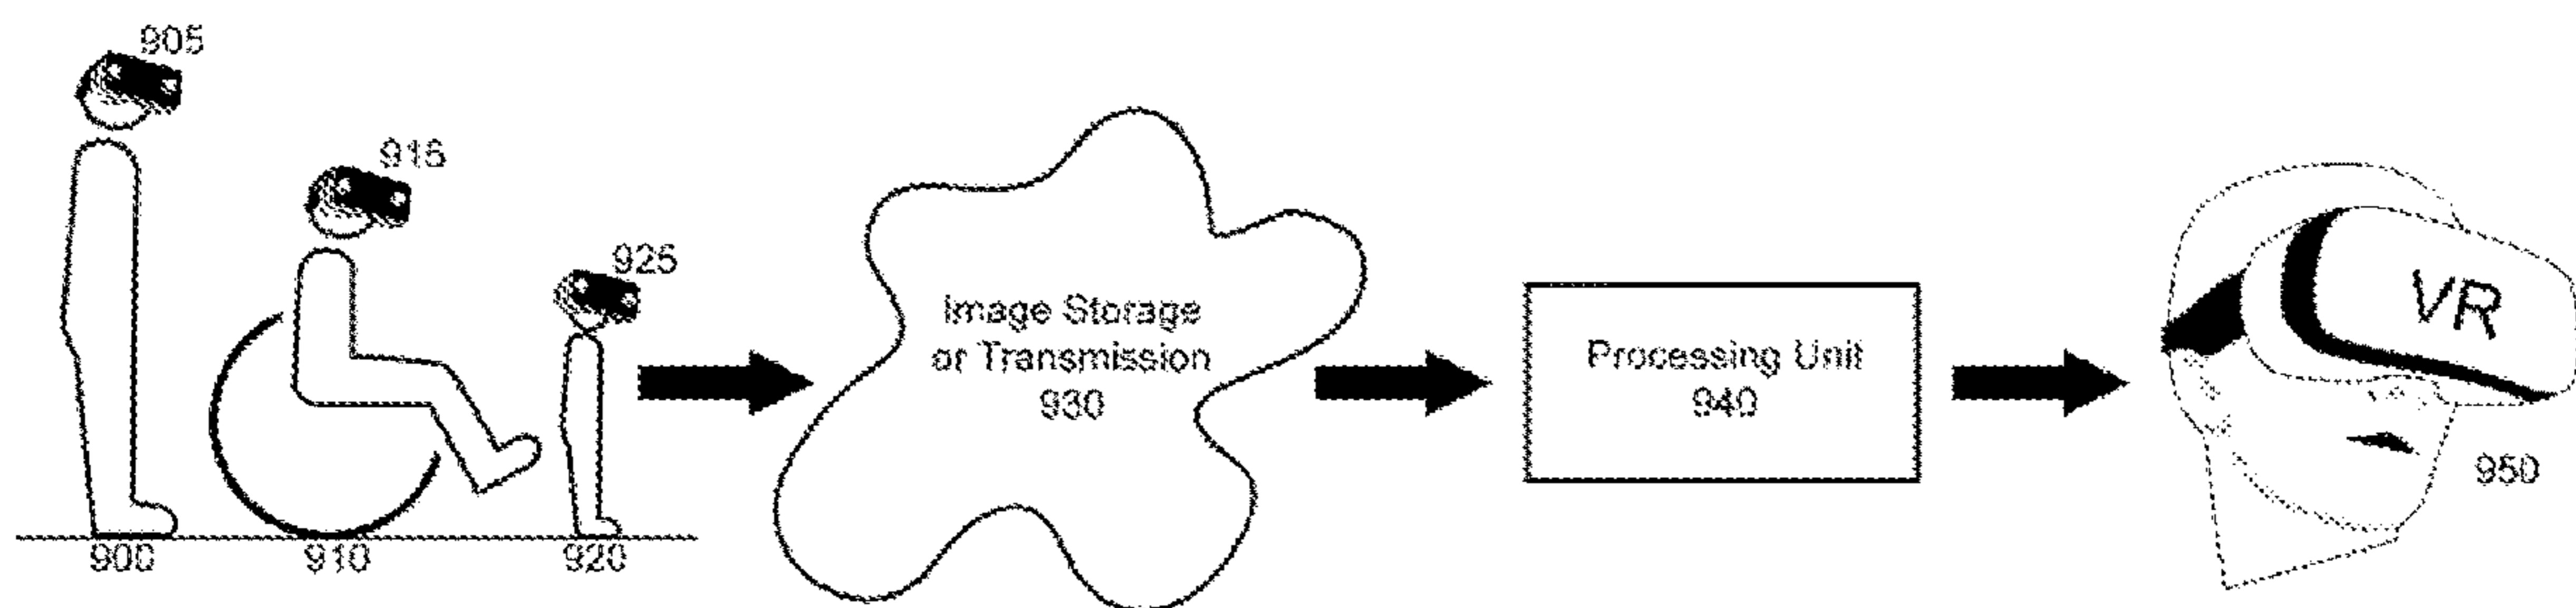 905
915
925
900
910
920
Image Storage
or Transmission
930
Processing Unit
940
VR
950